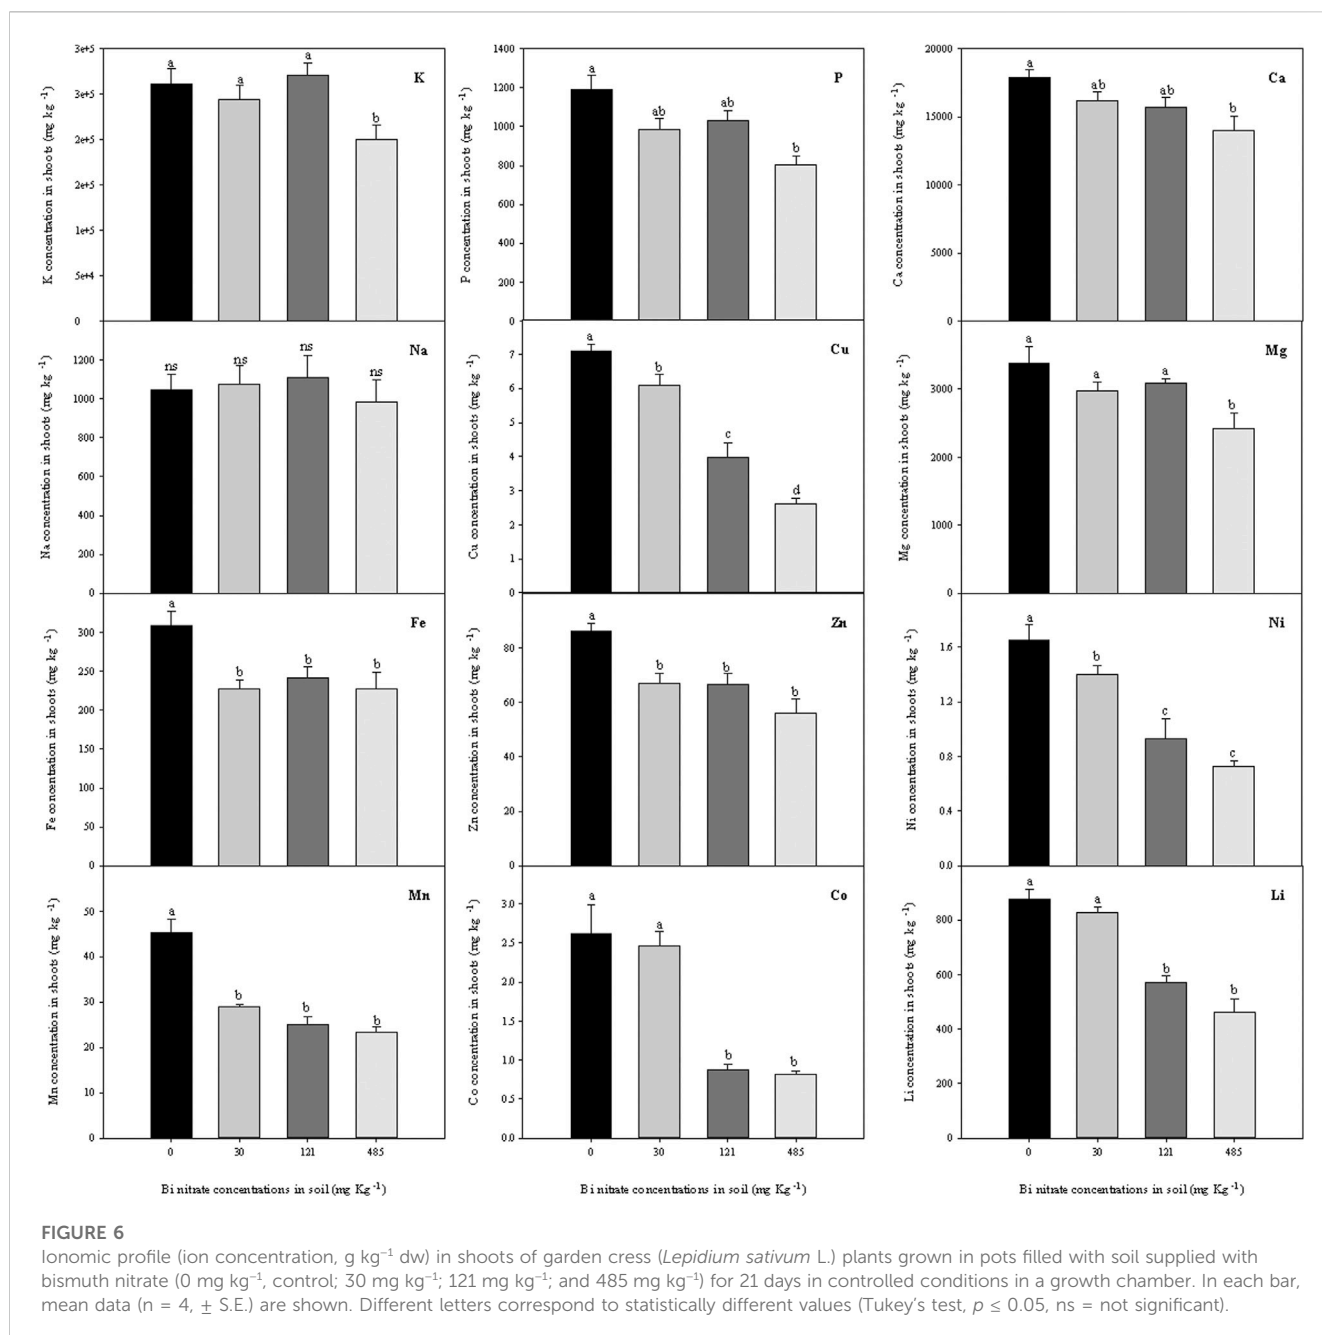 K
K concentration in shoots (mg kg -1)
3e+5
3e+5
2e+5
2e+5
1e+5
5e+4
0
a
a
a
b
P
P concentration in shoots (mg kg -1)
1400
1200
1000
800
600
400
200
0
a
ab
ab
b
Ca
Ca concentration in shoots (mg kg -1)
20000
15000
10000
5000
0
a
ab
ab
b
Na
Na concentration in shoots (mg kg -1)
1200
1000
800
600
400
200
0
ns
ns
ns
ns
Cu
Cu concentration in shoots (mg kg -1)
7
6
5
4
3
2
1
0
a
b
c
d
Mg
Mg concentration in shoots (mg kg -1)
3000
2000
1000
0
a
a
a
b
Fe
Fe concentration in shoots (mg kg -1)
300
250
200
150
100
50
0
a
b
b
b
Zn
Zn concentration in shoots (mg kg -1)
80
60
40
20
0
a
b
b
b
Ni
Ni concentration in shoots (mg kg -1)
1.6
1.2
0.8
0.4
0.0
a
b
c
c
Mn
Mn concentration in shoots (mg kg -1)
50
40
30
20
10
0
a
b
b
b
0 30 121 485
Bi nitrate concentrations in soil (mg Kg -1)
Co
Co concentration in shoots (mg kg -1)
3.0
2.5
2.0
1.5
1.0
0.5
0.0
a
a
b
b
0 30 121 485
Bi nitrate concentrations in soil (mg Kg -1)
Li
Li concentration in shoots (mg kg -1)
800
600
400
200
0
a
a
b
b
0 30 121 485
Bi nitrate concentrations in soil (mg Kg -1)
FIGURE 6
Ionomic profile (ion concentration, g kg−1 dw) in shoots of garden cress (Lepidium sativum L.) plants grown in pots filled with soil supplied with
bismuth nitrate (0 mg kg−1, control; 30 mg kg−1; 121 mg kg−1; and 485 mg kg−1) for 21 days in controlled conditions in a growth chamber. In each bar,
mean data (n = 4, ± S.E.) are shown. Different letters correspond to statistically different values (Tukey's test, p ≤ 0.05, ns = not significant).